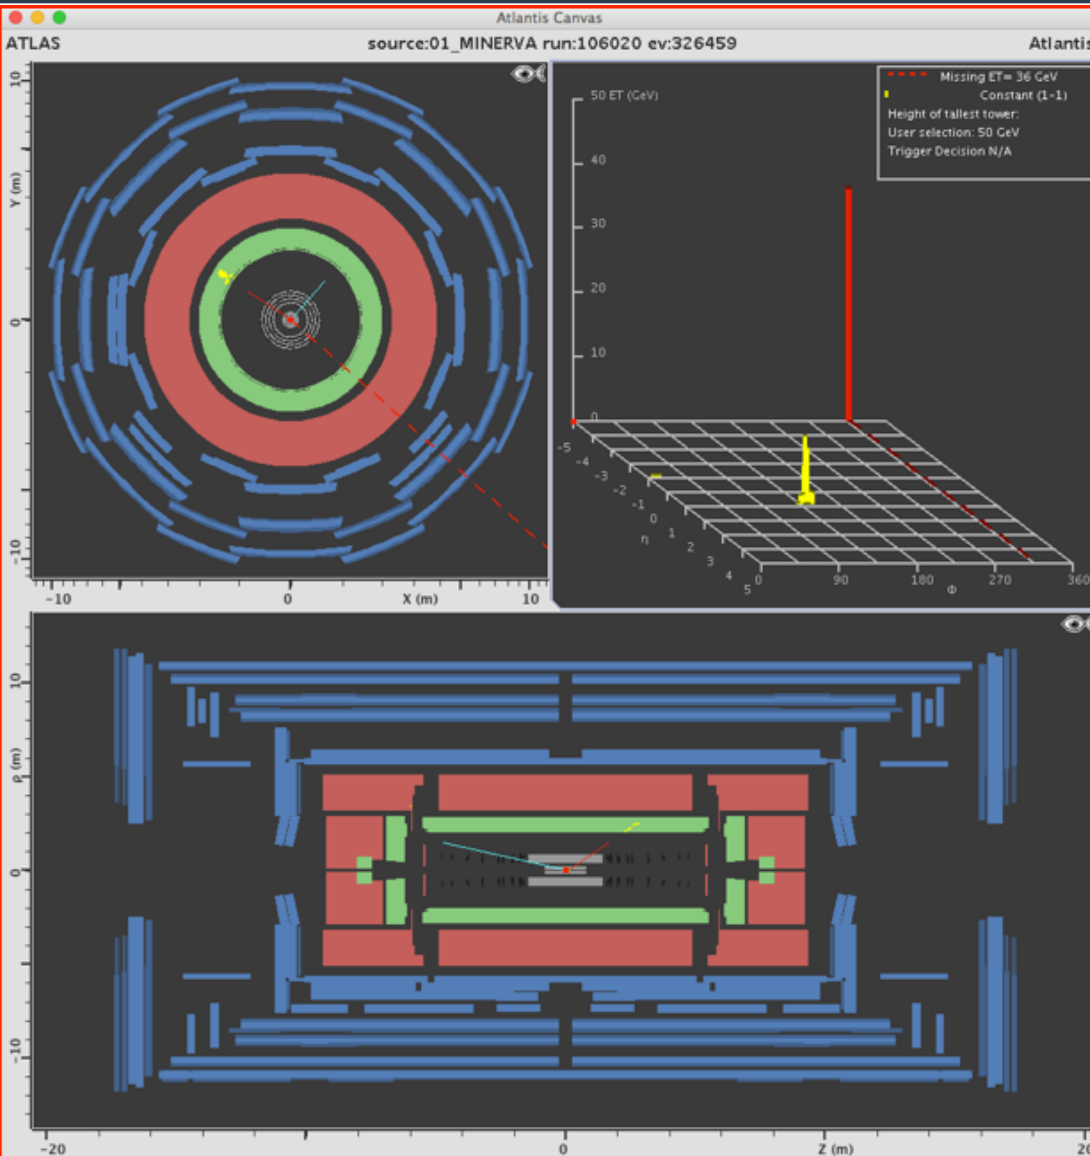 Atlantis Canvas
ATLAS source:01_MINERVA run:106020 ev:326459 Atlantis
10
Y (m)
0
-10
-10 0 X (m) 10
Missing ET= 36 GeV
Constant (1-1)
Height of tallest tower:
User selection: 50 GeV
Trigger Decision N/A
50 ET (GeV)
40
30
20
10
0
-5
-4
-3
-2
-1
0
η
1
2
3
4
5
0 90 180 270 360
Φ
10
ρ (m)
0
-10
-20 0 Z (m) 20